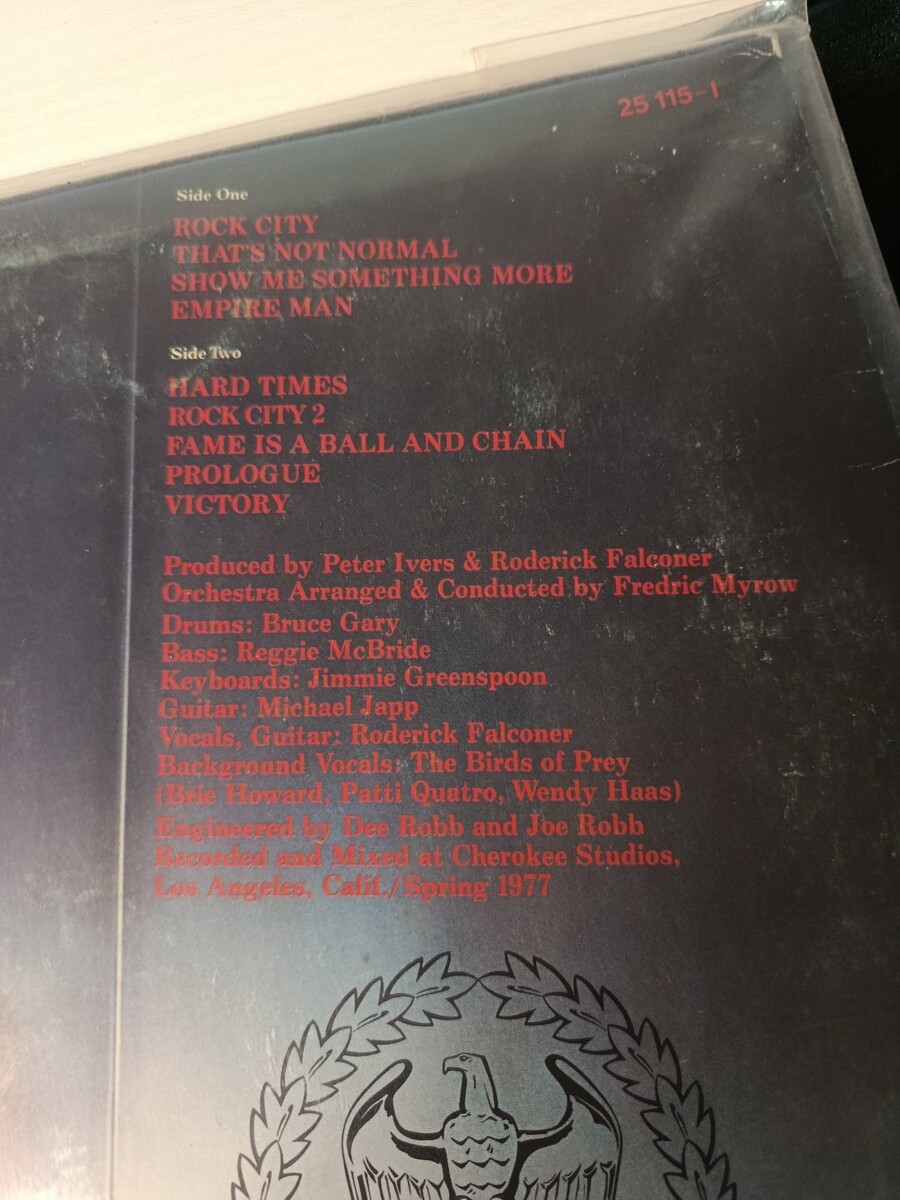 25 115-1
Side One
ROCK CITY
THAT'S NOT NORMAL
SHOW ME SOMETHING MORE
EMPIRE MAN
Side Two
HARD TIMES
ROCK CITY 2
FAME IS A BALL AND CHAIN
PROLOGUE
VICTORY
Produced by Peter Ivers & Roderick Falconer
Orchestra Arranged & Conducted by Fredric Myrow
Drums: Bruce Gary
Bass: Reggie McBride
Keyboards: Jimmie Greenspoon
Guitar: Michael Japp
Vocals, Guitar: Roderick Falconer
Background Vocals: The Birds of Prey
(Brie Howard, Patti Quatro, Wendy Haas)
Engineered by Dee Robb and Joe Robb
Recorded and Mixed at Cherokee Studios,
Los Angeles, Calif./Spring 1977